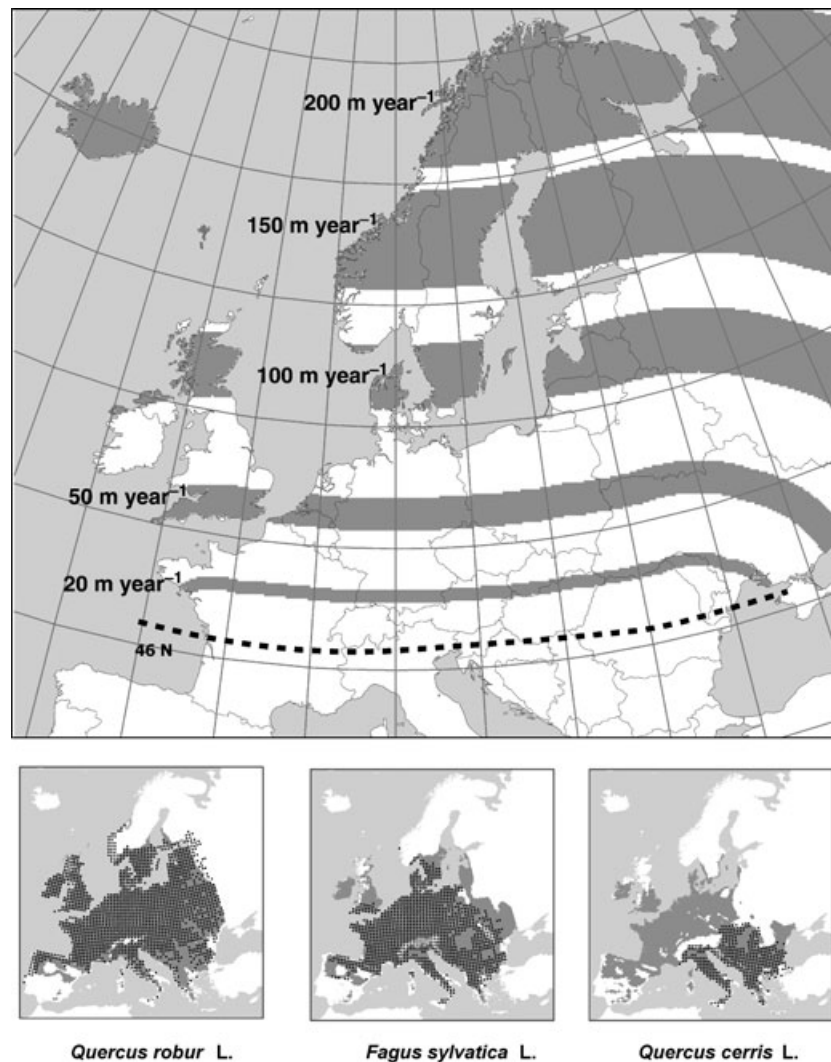 200 m year⁻¹
150 m year⁻¹
100 m year⁻¹
50 m year⁻¹
20 m year⁻¹
46 N
Quercus robur L. Fagus sylvatica L. Quercus cerris L.